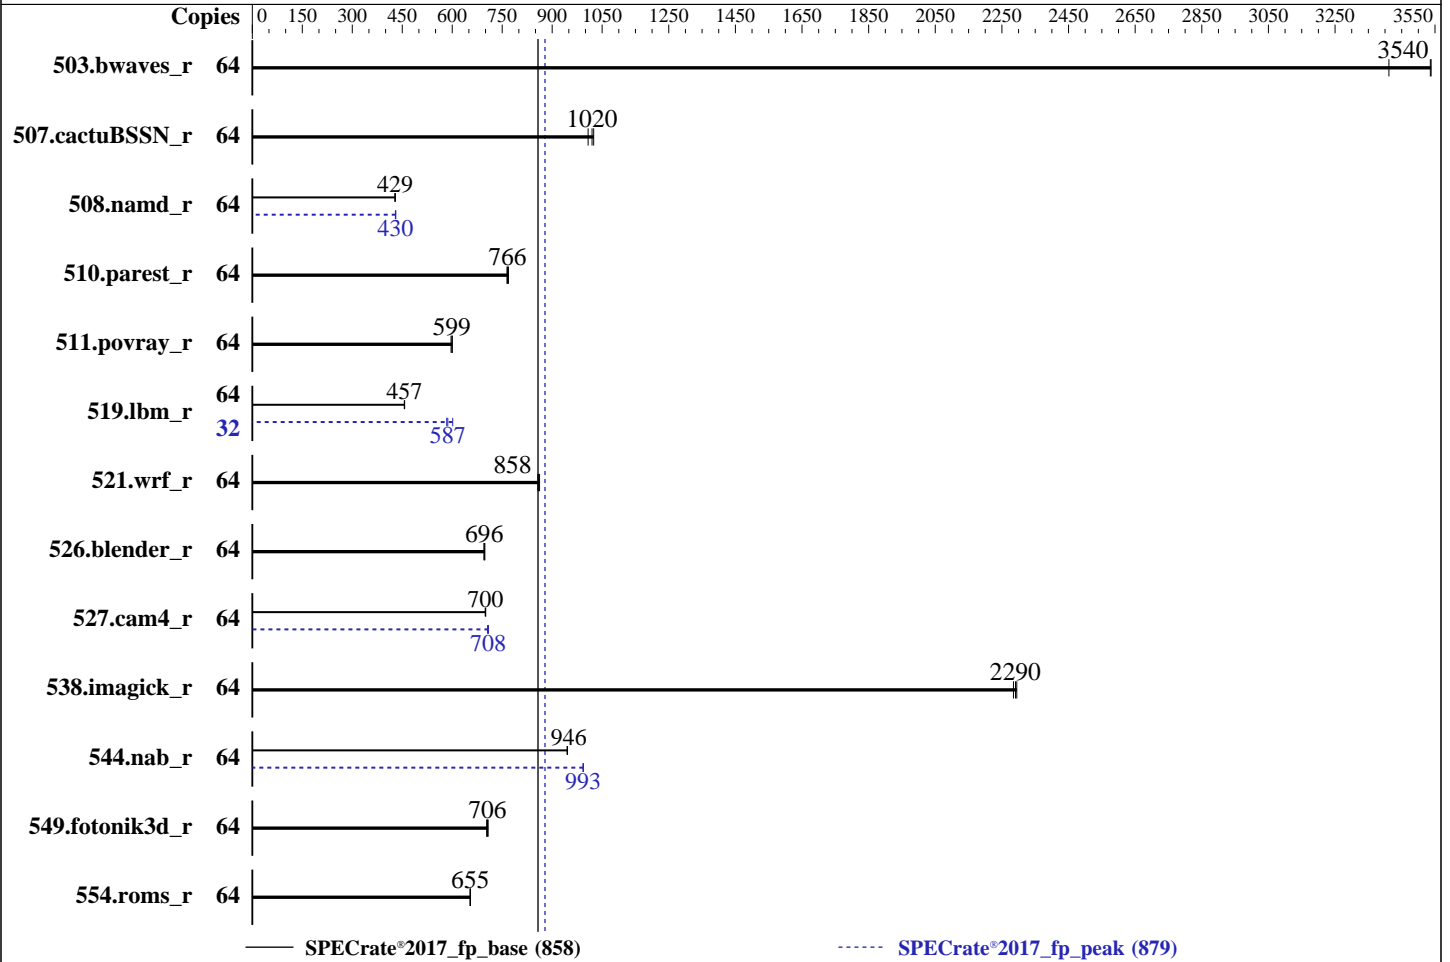 Copies 0 150 300 450 600 750 900 1050 1250 1450 1650 1850 2050 2250 2450 2650 2850 3050 3250 3550
503.bwaves_r 64 3540
507.cactuBSSN_r 64 1020
508.namd_r 64 429
430
510.parest_r 64 766
511.povray_r 64 599
519.lbm_r 64 457
32 587
521.wrf_r 64 858
526.blender_r 64 696
527.cam4_r 64 700
708
538.imagick_r 64 2290
544.nab_r 64 946
993
549.fotonik3d_r 64 706
554.roms_r 64 655
SPECrate®2017_fp_base (858) SPECrate®2017_fp_peak (879)